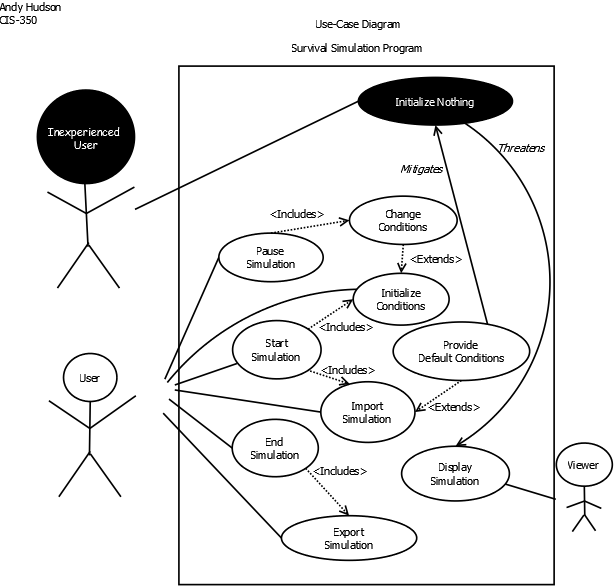 Andy Hudson
CIS-350
Use-Case Diagram
Survival Simulation Program
Initialize Nothing
Inexperienced
User
Threatens
Mitigates
<Includes>
Change
Conditions
Pause
Simulation
<Extends>
Initialize
Conditions
<Includes>
Start
Simulation
Provide
Default Conditions
<Includes>
User
Import
Simulation
<Extends>
End
Simulation
<Includes>
Display
Simulation
Viewer
Export
Simulation